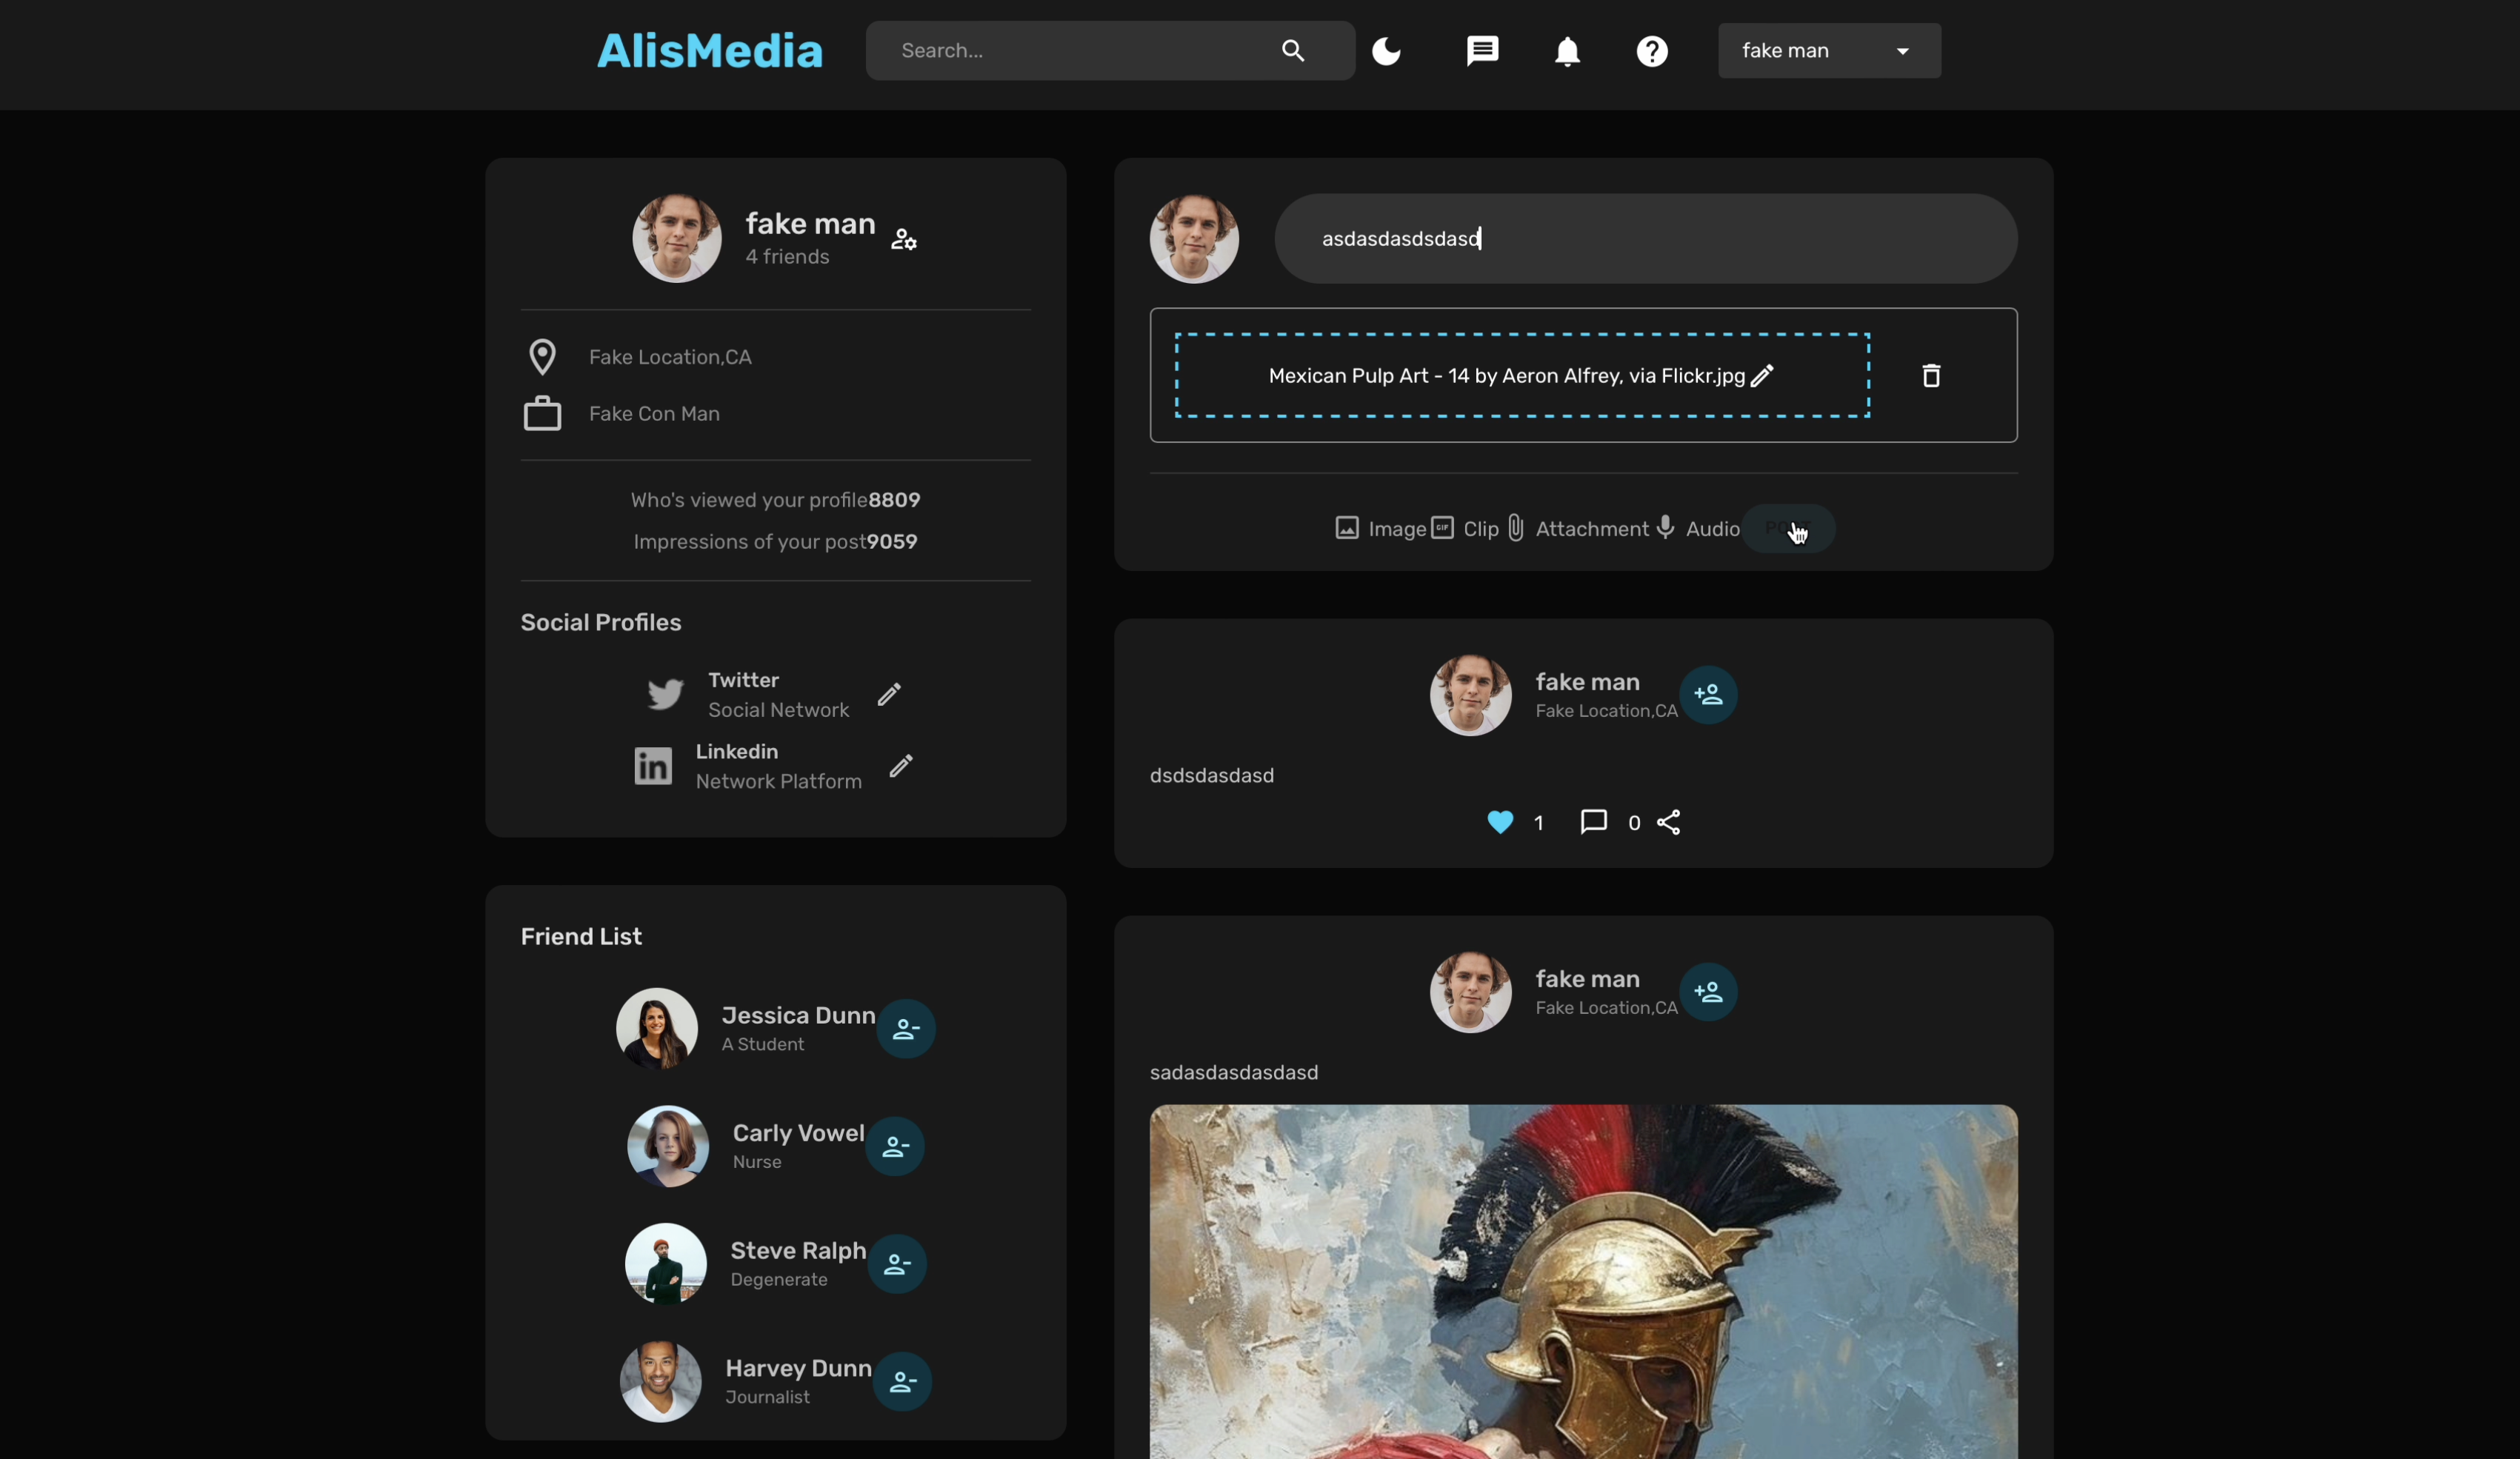 AlisMedia
Search...
fake man
fake man
4 friends
Fake Location,CA
Fake Con Man
Who's viewed your profile8809
Impressions of your post9059
Social Profiles
Twitter
Social Network
Linkedin
Network Platform
Friend List
Jessica Dunn
A Student
Carly Vowel
Nurse
Steve Ralph
Degenerate
Harvey Dunn
Journalist
asdasdasdsdasd
Mexican Pulp Art - 14 by Aeron Alfrey, via Flickr.jpg
Image GIF Clip Attachment Audio
fake man
Fake Location,CA
dsdsdasdasd
1 0
fake man
Fake Location,CA
sadasdasdasdasd